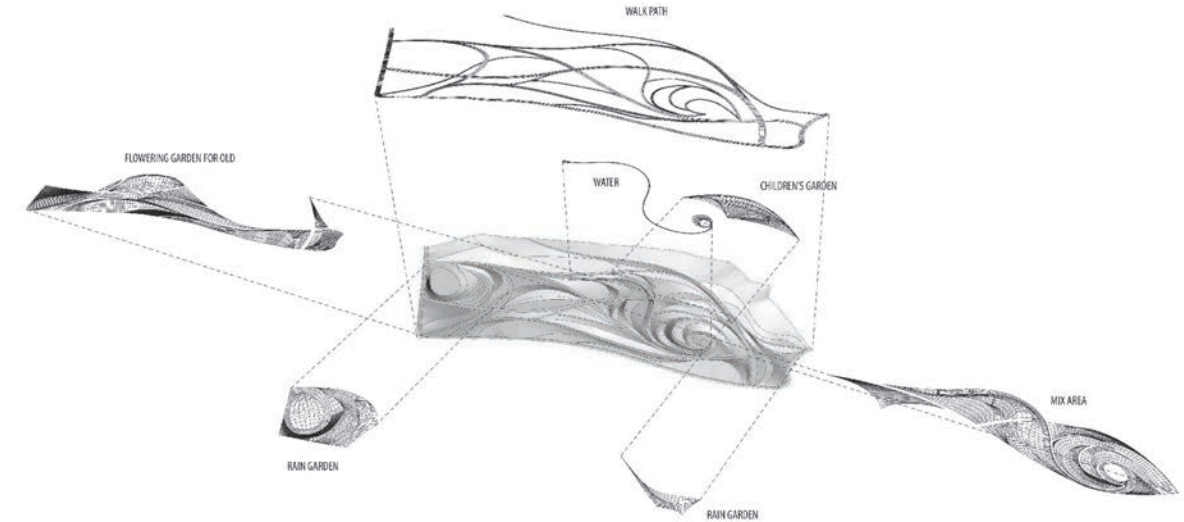 WALK PATH
FLOWERING GARDEN FOR OLD
WATER
CHILDREN'S GARDEN
MIX AREA
RAIN GARDEN
RAIN GARDEN